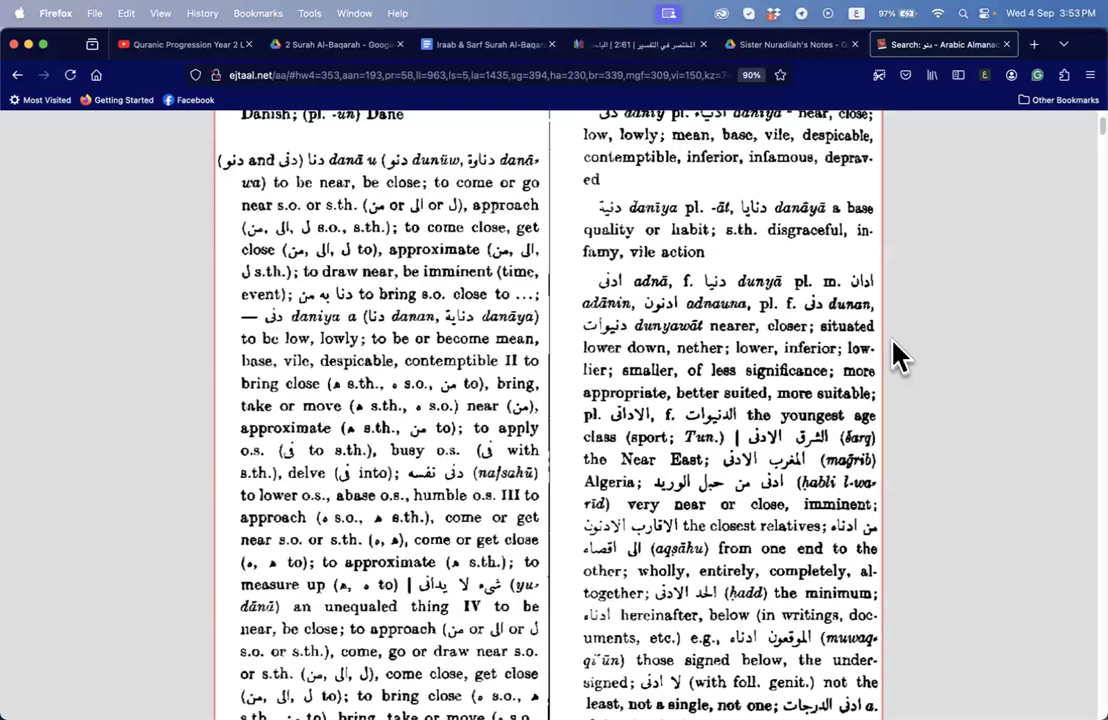 Firefox File Edit View History Bookmarks Tools Window Help 97% Wed 4 Sep 3:53 PM
Quranic Progression Year 2 L
2 Surah Al-Baqarah - Google
Iraab & Sarf Surah Al-Baqar
المختصر في التفسير | 2:61 | الباحث
Sister Nuradilah's Notes - Go
Search: دنو - Arabic Almanac
ejtaal.net/aa/#hw4=353,aan=193,pr=58,ll=963,ls=5,ia=1435,sg=394,ha=230,br=339,mgf=309,vi=150,kz=7 90%
Most Visited Getting Started Facebook Other Bookmarks
Danish; (pl. -ūn) Dane
(دنو and دنى) دنا danā u (دنو dunūw, دناوة danā-
wa) to be near, be close; to come or go
near s.o. or s.th. (من or الى or ل), approach
(من, الى, ل s.o., s.th.); to come close, get
close (من, الى, ل to), approximate (من, الى,
ل s.th.); to draw near, be imminent (time,
event); دنا به من to bring s.o. close to ...;
— دنى daniya a (دنا danan, دناية danāya)
to be low, lowly; to be or become mean,
base, vile, despicable, contemptible II to
bring close (ه s.th., ه s.o., من to), bring,
take or move (ه s.th., ه s.o.) near (من),
approximate (ه s.th., من to); to apply
o.s. (فى to s.th.), busy o.s. (فى with
s.th.), delve (فى into); دنى نفسه (nafsahū)
to lower o.s., abase o.s., humble o.s. III to
approach (ه s.o., ه s.th.), come or get
near s.o. or s.th. (ه, ه), come or get close
(ه, ه to); to approximate (ه s.th.); to
measure up (ه, ه to) | شىء لا يدانى (yu-
dānā) an unequaled thing IV to be
near, be close; to approach (من or الى or ل
s.o. or s.th.), come, go or draw near s.o.
or s.th. (من, الى, ل), come close, get close
(من, الى, ل to); to bring close (ه s.o., ه
s.th., to), bring, take or move (ه
دنى daniy pl. ادنياء adniyā' near, close;
low, lowly; mean, base, vile, despicable,
contemptible, inferior, infamous, deprav-
ed
دنية danīya pl. -āt, دنايا danāyā a base
quality or habit; s.th. disgraceful, in-
famy, vile action
ادنى adnā, f. دنيا dunyā pl. m. ادان
adānin, ادنون adnauna, pl. f. دنى dunan,
دنيوات dunyawāt nearer, closer; situated
lower down, nether; lower, inferior; low-
lier; smaller, of less significance; more
appropriate, better suited, more suitable;
pl. الادانى, f. الدنيوات the youngest age
class (sport; Tun.) | الشرق الادنى (šarq)
the Near East; المغرب الادنى (maḡrib)
Algeria; ادنى من حبل الوريد (ḥabli l-wa-
rīd) very near or close, imminent;
الاقارب الادنون the closest relatives; من ادناه
الى اقصاه (aqṣāhu) from one end to the
other; wholly, entirely, completely, al-
together; الحد الادنى (ḥadd) the minimum;
ادناه hereinafter, below (in writings, doc-
uments, etc.) e.g., الموقعون ادناه (muwaq-
qi'ūn) those signed below, the under-
signed; لا ادنى (with foll. genit.) not the
least, not a single, not one; ادنى الدرجات a.